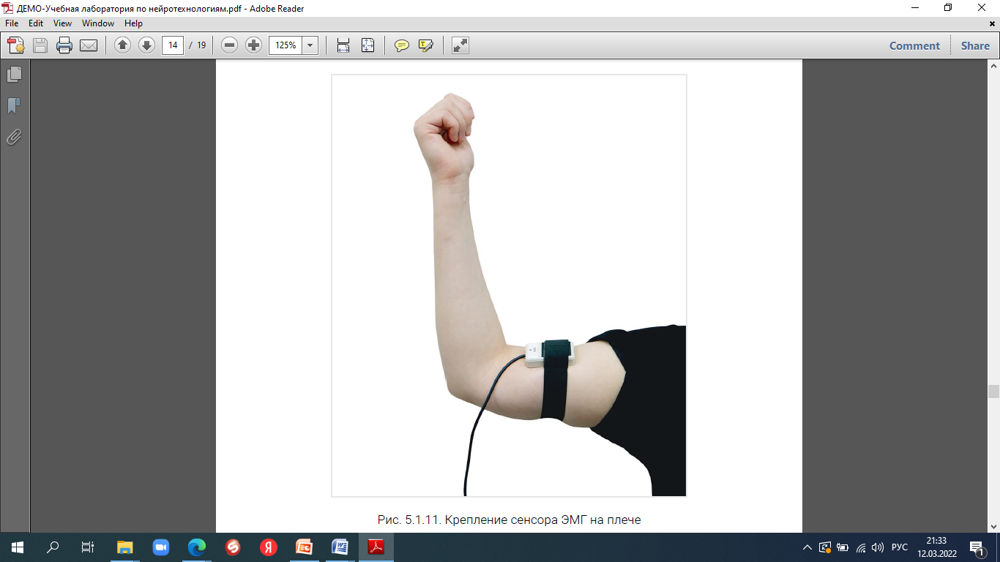 ДЕМО-Учебная лаборатория по нейротехнологиям.pdf - Adobe Reader
File Edit View Window Help
14 / 19 125% Comment Share
Рис. 5.1.11. Крепление сенсора ЭМГ на плече
21:33
РУС
12.03.2022